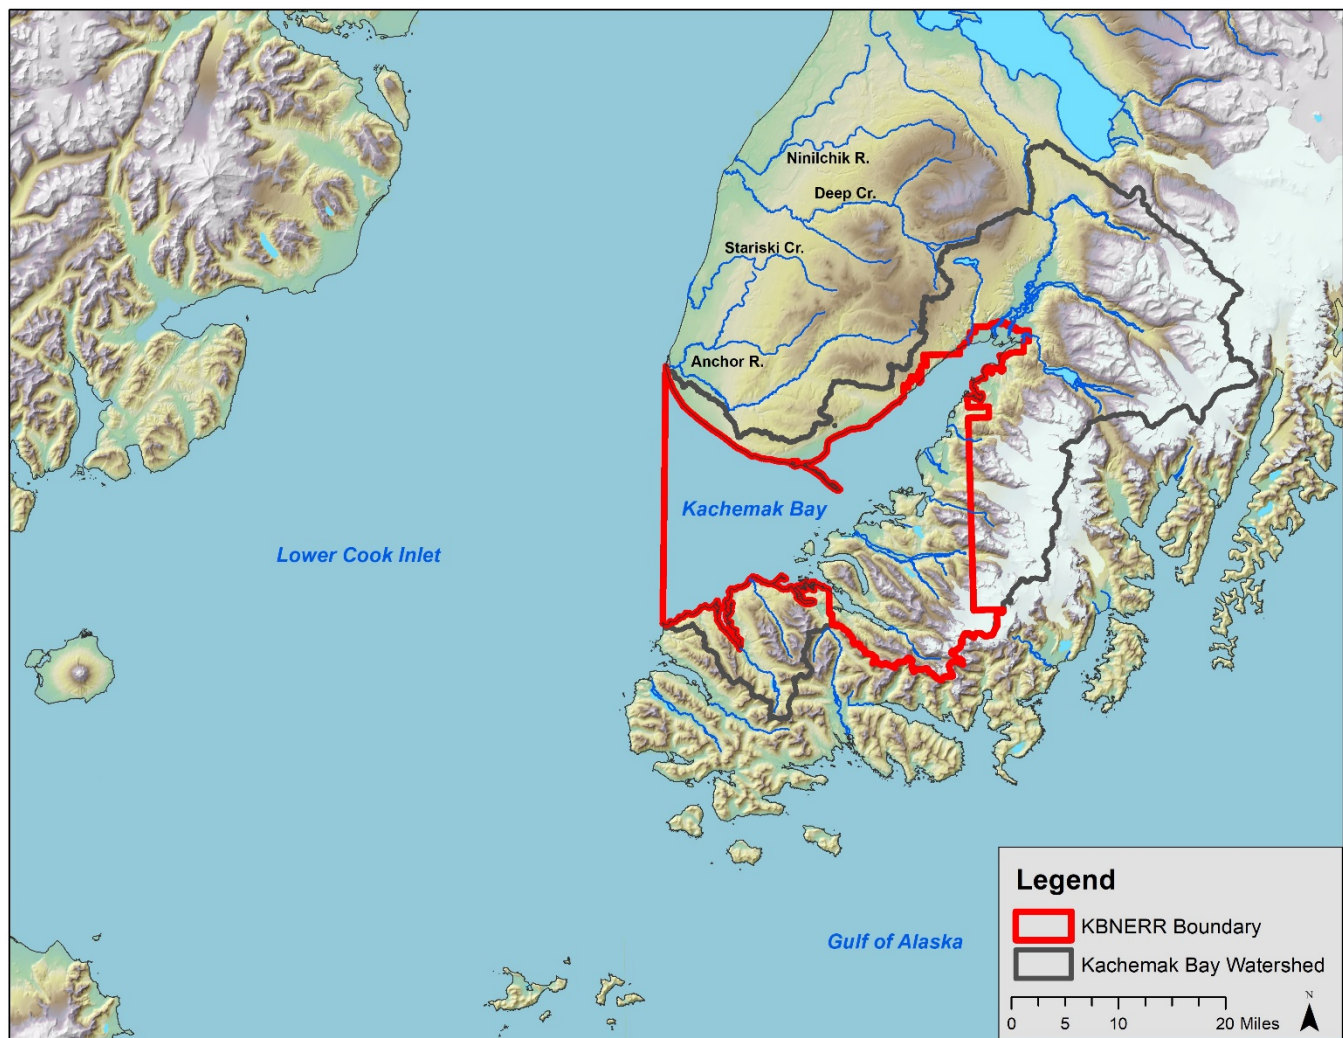 Ninilchik R.
Deep Cr.
Stariski Cr.
Anchor R.
Kachemak Bay
Lower Cook Inlet
Gulf of Alaska
Legend
KBNERR Boundary
Kachemak Bay Watershed
N
0 5 10 20 Miles